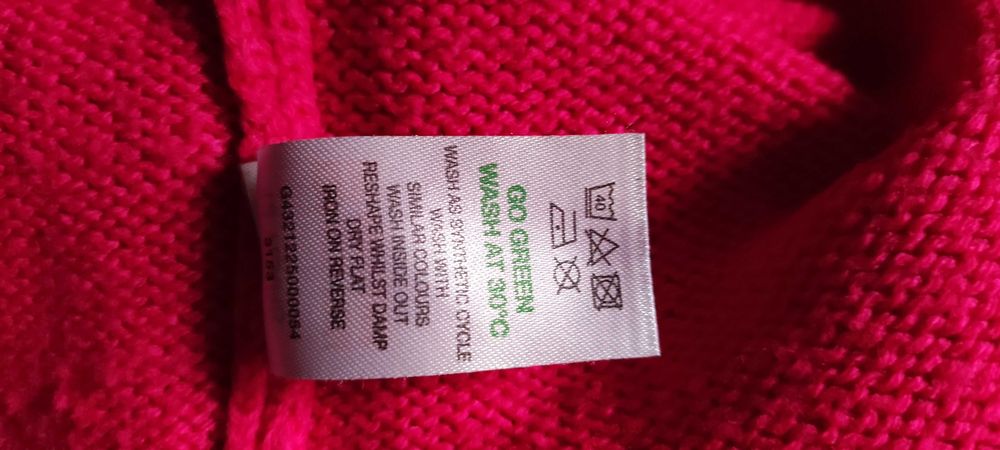 40
GO GREEN
WASH AT 30°C
WASH AS SYNTHETIC CYCLE
WASH WITH
SIMILAR COLOURS
WASH INSIDE OUT
RESHAPE WHILST DAMP
DRY FLAT
IRON ON REVERSE